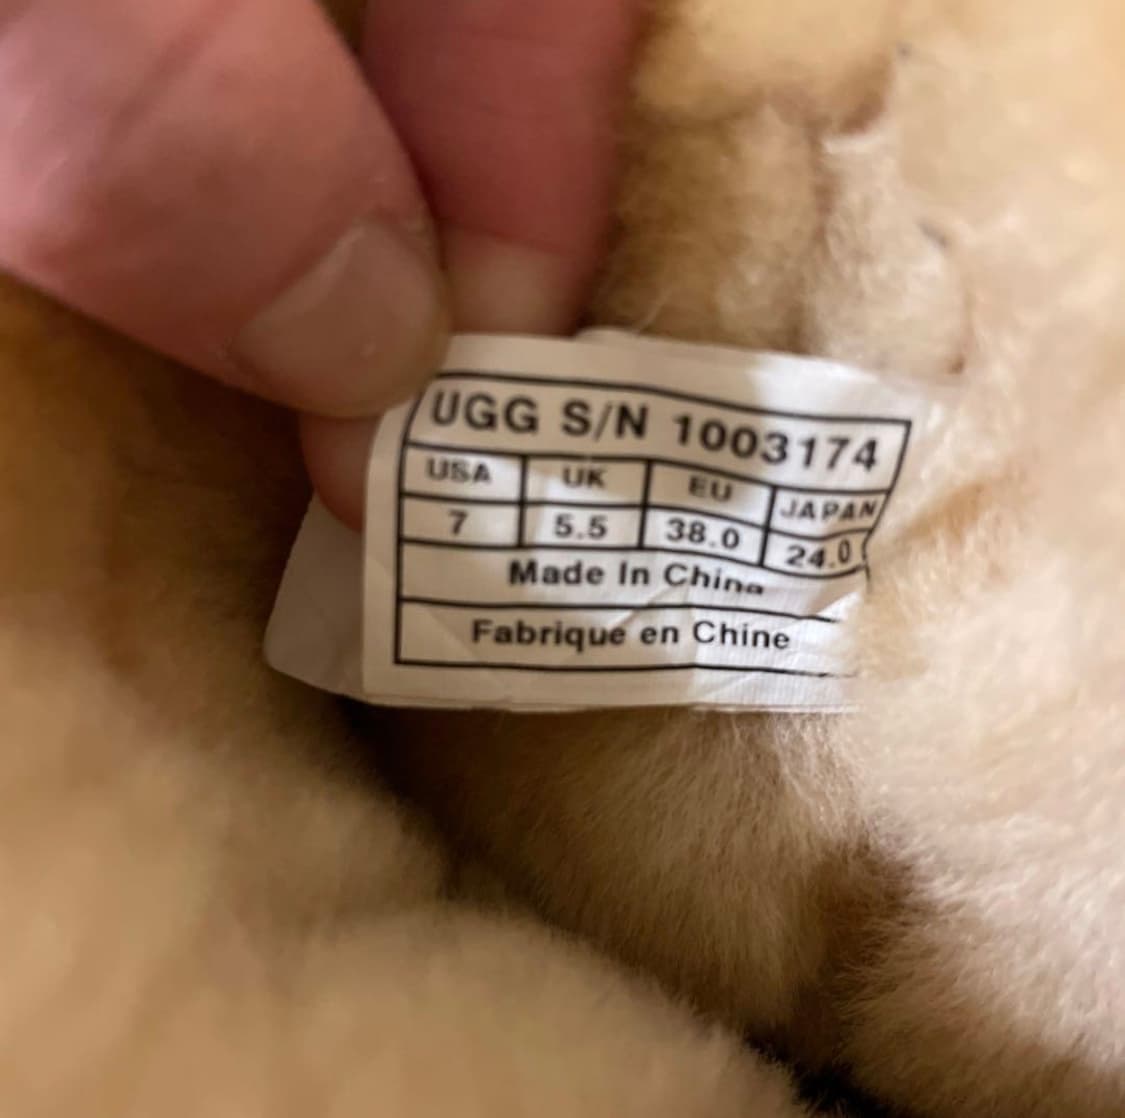 UGG S/N 1003174
USA UK EU JAPAN
7 5.5 38.0 24.0
Made In China
Fabrique en Chine